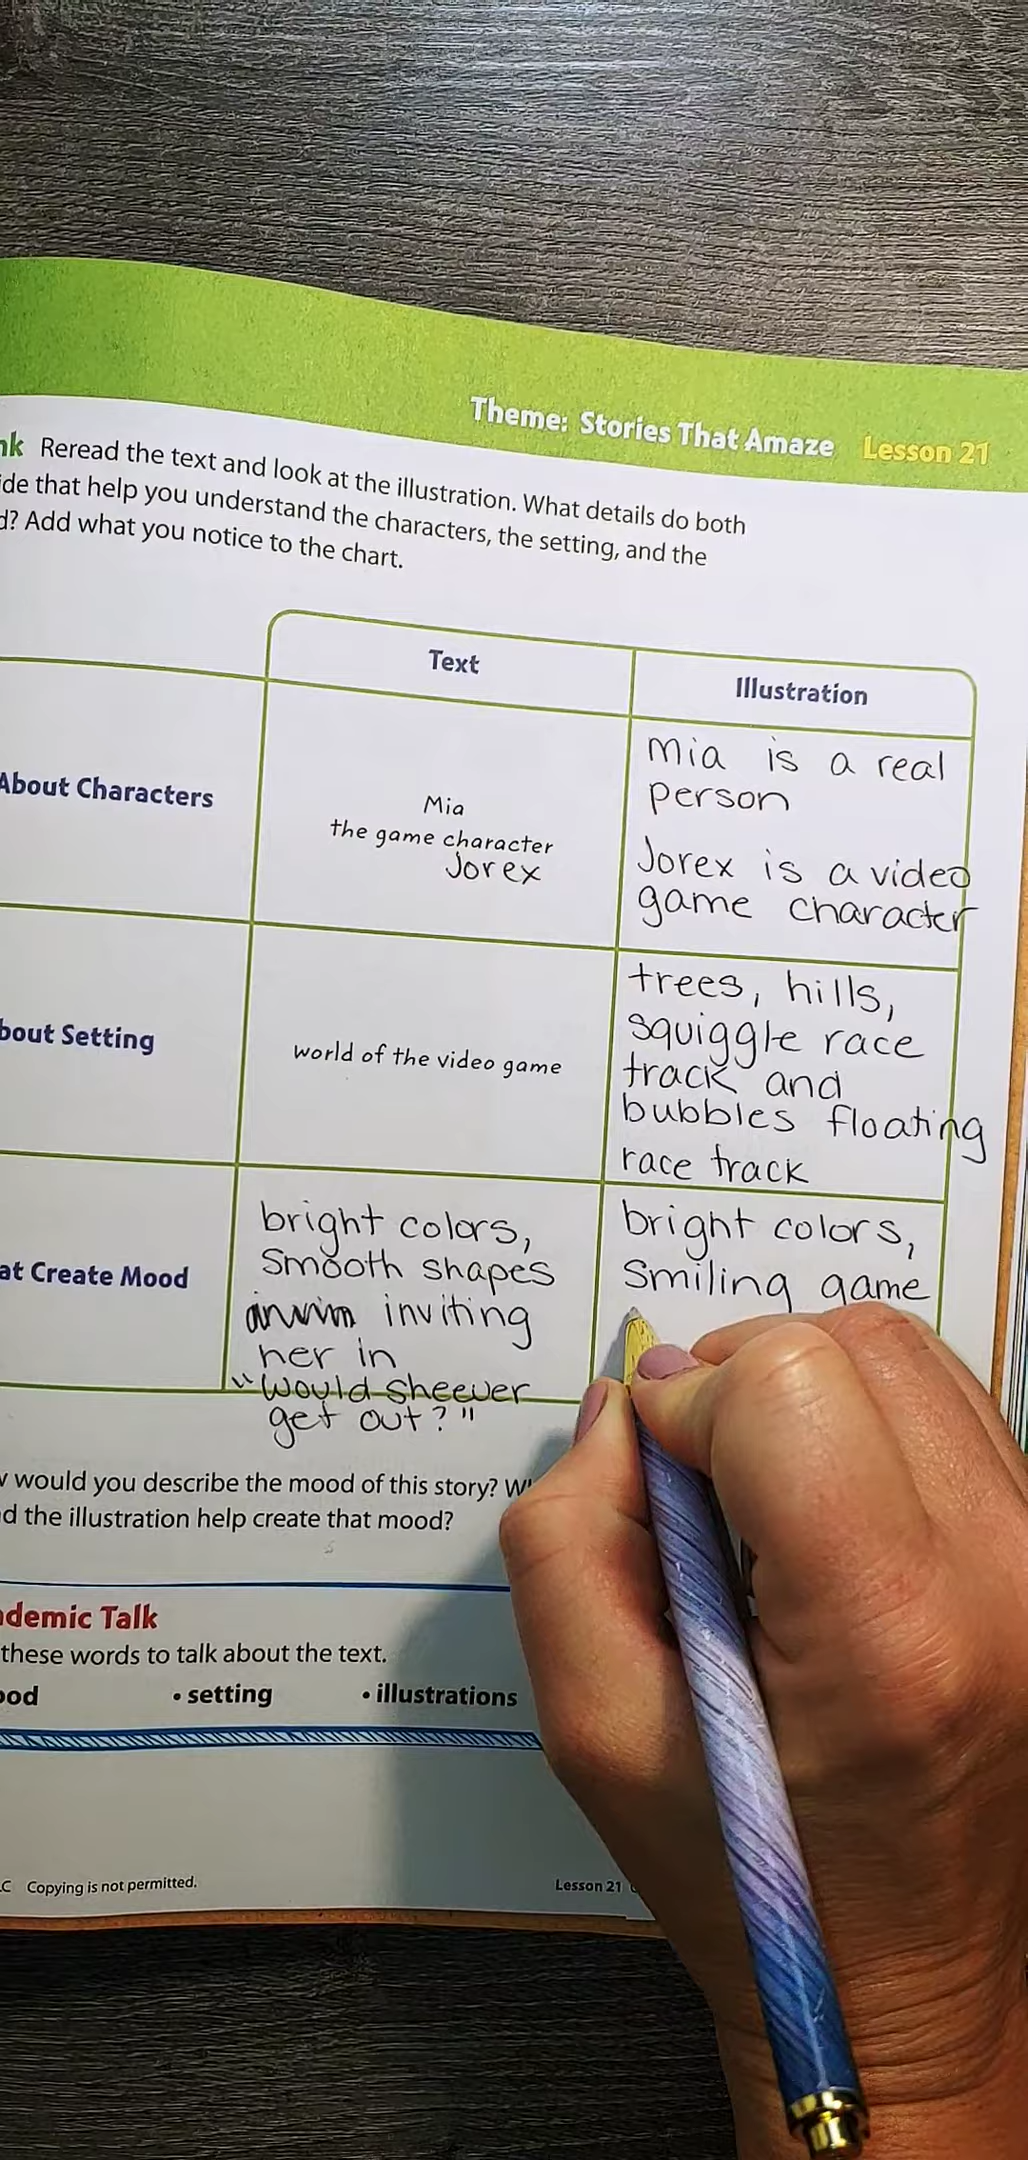 Theme: Stories That Amaze Lesson 21
nk Reread the text and look at the illustration. What details do both
ide that help you understand the characters, the setting, and the
d? Add what you notice to the chart.
Text
Illustration
About Characters
Mia
the game character
Jorex
Mia is a real
person
Jorex is a video
game character
bout Setting
world of the video game
trees, hills,
squiggle race
track and
bubbles floating
race track
at Create Mood
bright colors,
smooth shapes
inviting
her in
"would she ever
get out?"
bright colors,
smiling game
w would you describe the mood of this story?
d the illustration help create that mood?
ademic Talk
these words to talk about the text.
ood
• setting
• illustrations
LC Copying is not permitted.
Lesson 21